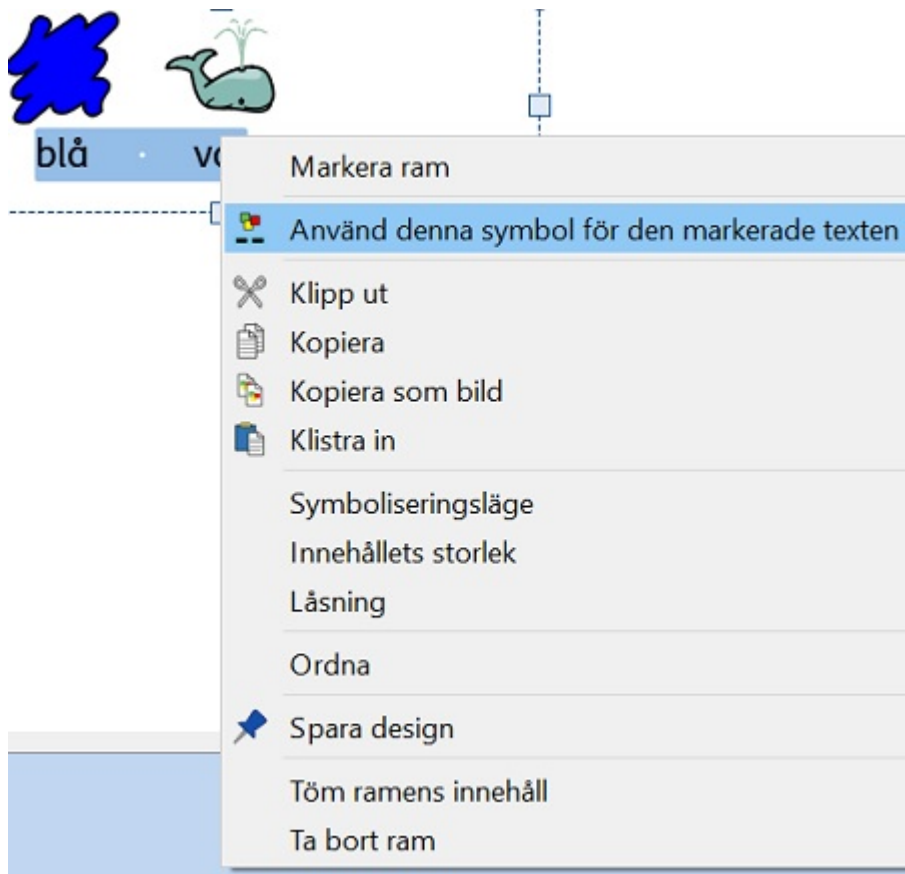 blå
Markera ram
Använd denna symbol för den markerade texten
Klipp ut
Kopiera
Kopiera som bild
Klistra in
Symboliseringsläge
Innehållets storlek
Låsning
Ordna
Spara design
Töm ramens innehåll
Ta bort ram